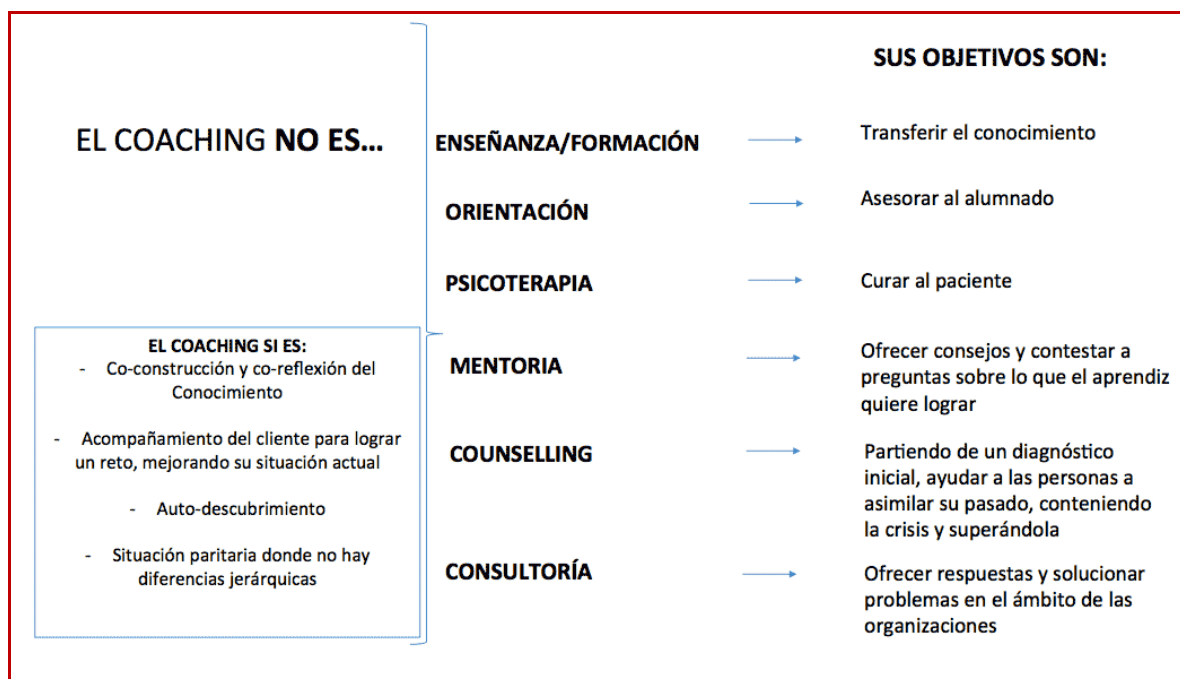 SUS OBJETIVOS SON:
EL COACHING NO ES...
ENSEÑANZA/FORMACIÓN
Transferir el conocimiento
ORIENTACIÓN
Asesorar al alumnado
PSICOTERAPIA
Curar al paciente
MENTORIA
Ofrecer consejos y contestar a
preguntas sobre lo que el aprendiz
quiere lograr
COUNSELLING
Partiendo de un diagnóstico
inicial, ayudar a las personas a
asimilar su pasado, conteniendo
la crisis y superándola
CONSULTORÍA
Ofrecer respuestas y solucionar
problemas en el ámbito de las
organizaciones
EL COACHING SI ES:
- Co-construcción y co-reflexión del
Conocimiento
- Acompañamiento del cliente para lograr
un reto, mejorando su situación actual
- Auto-descubrimiento
- Situación paritaria donde no hay
diferencias jerárquicas